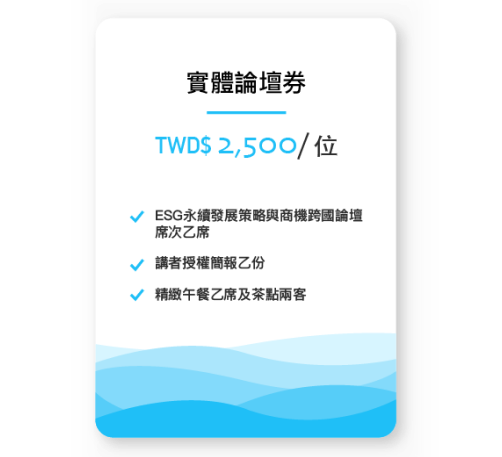 實體論壇券
TWD$ 2,500/ 位
ESG永續發展策略與商機跨國論壇
席次乙席
講者授權簡報乙份
精緻午餐乙席及茶點兩客